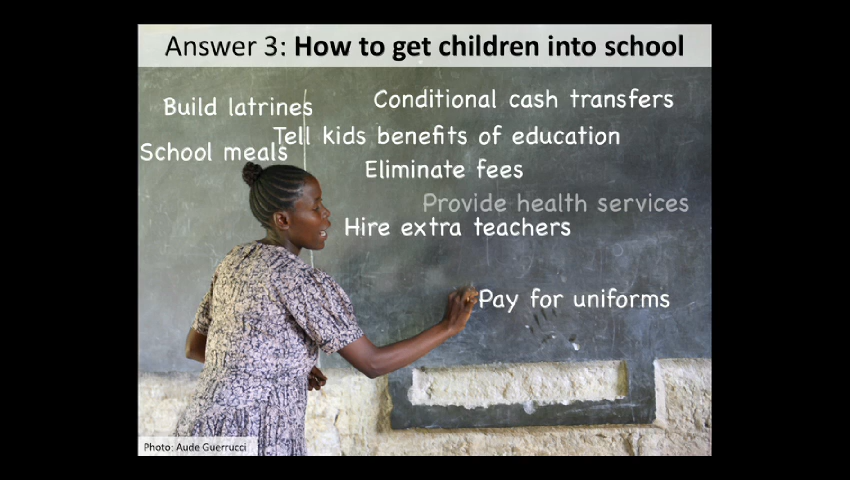 Answer 3: How to get children into school
Build latrines
Conditional cash transfers
Tell kids benefits of education
School meals
Eliminate fees
Provide health services
Hire extra teachers
Pay for uniforms
Photo: Aude Guerrucci